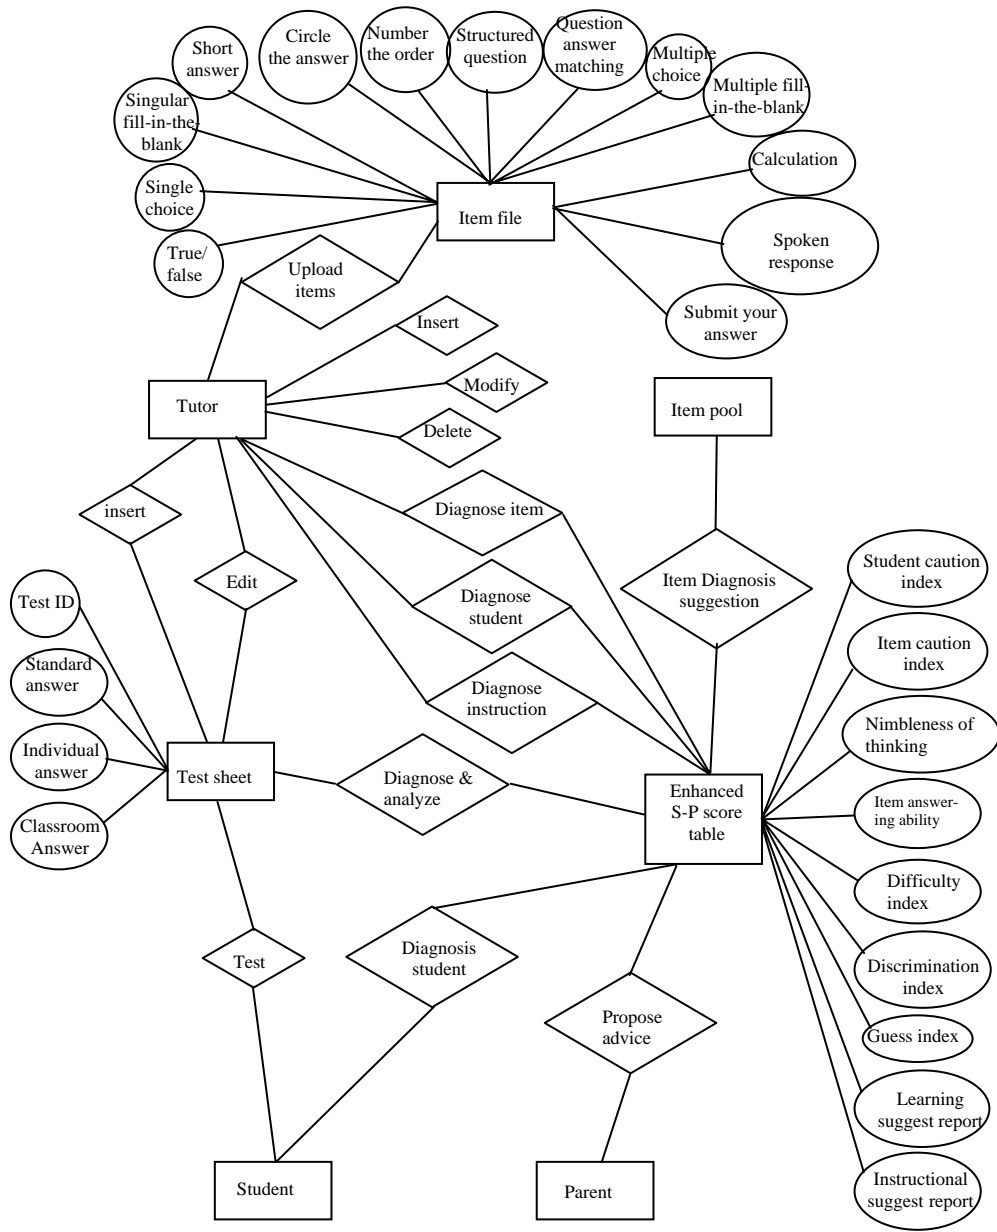 Short
answer
Circle
the answer
Number
the order
Structured
question
Question
answer
matching
Multiple
choice
Multiple fill-
in-the-blank
Singular
fill-in-the-
blank
Single
choice
True/
false
Calculation
Spoken
response
Submit your
answer
Item file
Upload
items
Insert
Modify
Delete
Tutor
Item pool
insert
Edit
Diagnose item
Diagnose
student
Diagnose
instruction
Item Diagnosis
suggestion
Test ID
Standard
answer
Individual
answer
Classroom
Answer
Test sheet
Diagnose &
analyze
Enhanced
S-P score
table
Student caution
index
Item caution
index
Nimbleness of
thinking
Item answer-
ing ability
Difficulty
index
Discrimination
index
Guess index
Learning
suggest report
Instructional
suggest report
Test
Diagnosis
student
Propose
advice
Student
Parent